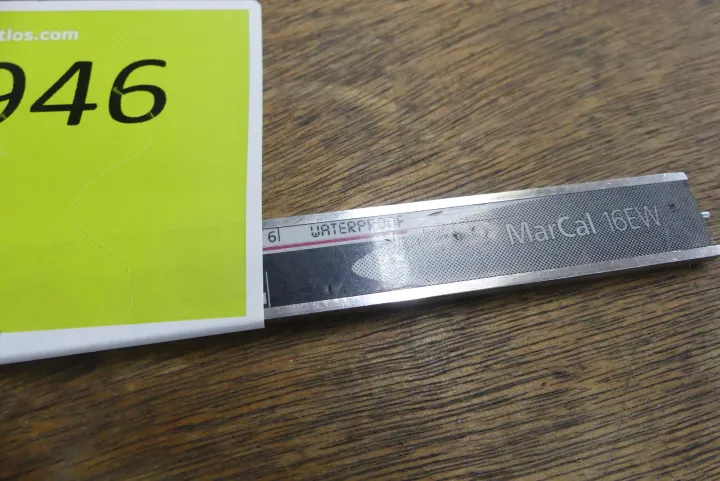 tlos.com
946
6
WATERPROOF
MarCal 16EW